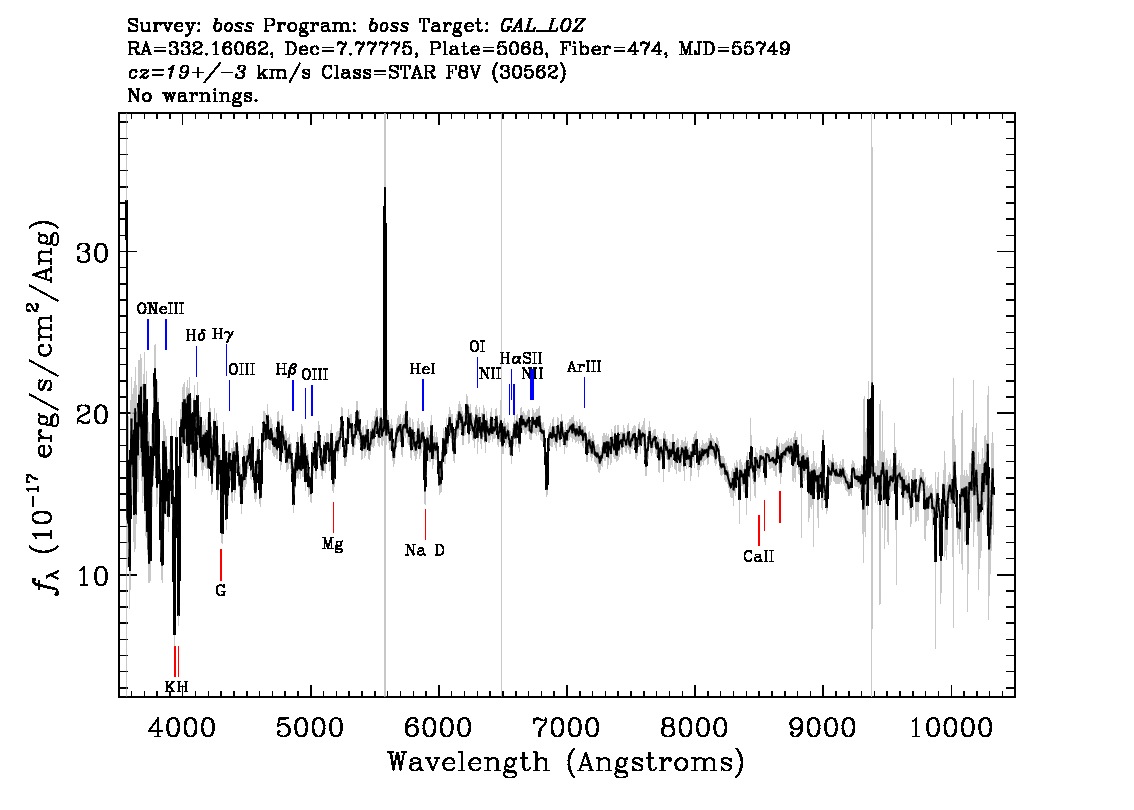 Survey: boss Program: boss Target: GAL_LOZ
RA=332.16062, Dec=7.77775, Plate=5068, Fiber=474, MJD=55749
cz=19+/-3 km/s Class=STAR F8V (30562)
No warnings.
30
20
10
fλ (10⁻¹⁷ erg/s/cm²/Ang)
ONeIII
Hδ Hγ
OIII
Hβ OIII
HeI
OI
HαSII
NII NII
ArIII
Mg
Na D
CaII
G
KH
4000 5000 6000 7000 8000 9000 10000
Wavelength (Angstroms)